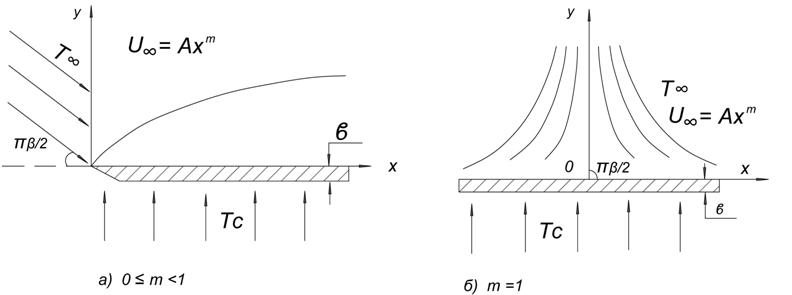 y
T∞
U∞ = Axᵐ
πβ/2
в
x
Tc
а) 0 ≤ m <1
y
T∞
U∞ = Axᵐ
0
πβ/2
x
в
Tc
б) m =1